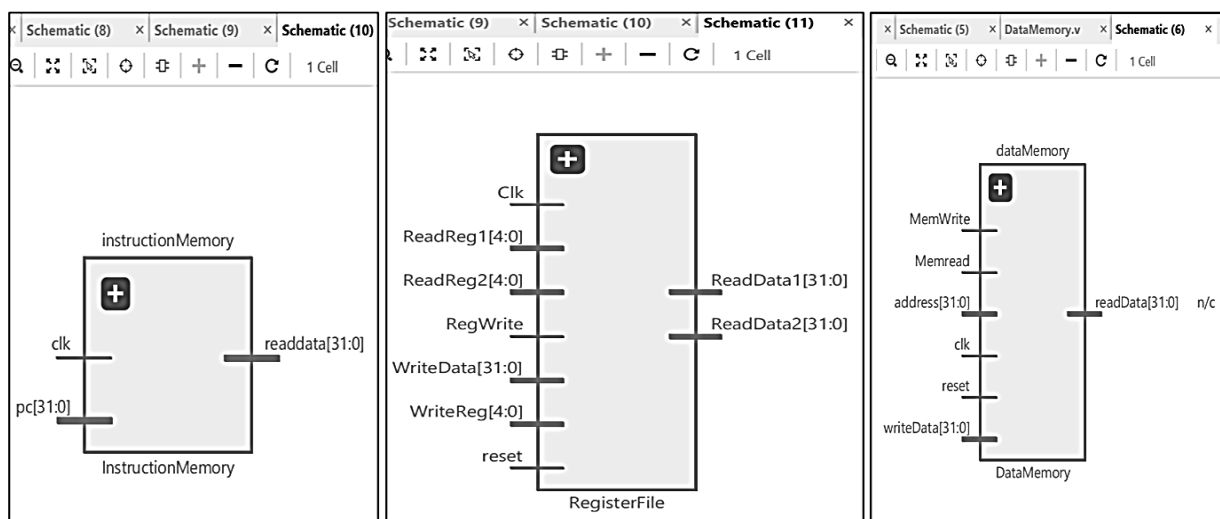 Schematic (8) × Schematic (9) × Schematic (10)
1 Cell
instructionMemory
clk
readdata[31:0]
pc[31:0]
InstructionMemory
Schematic (9) × Schematic (10) × Schematic (11) ×
1 Cell
Clk
ReadReg1[4:0]
ReadReg2[4:0]
ReadData1[31:0]
RegWrite
ReadData2[31:0]
WriteData[31:0]
WriteReg[4:0]
reset
RegisterFile
× Schematic (5) × DataMemory.v × Schematic (6) ×
1 Cell
dataMemory
MemWrite
Memread
address[31:0]
readData[31:0] n/c
clk
reset
writeData[31:0]
DataMemory